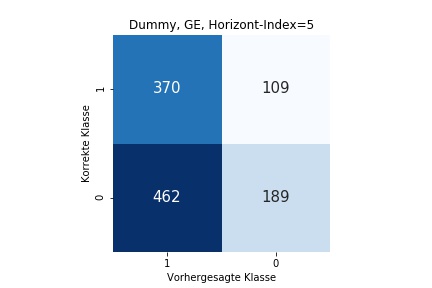 Dummy, GE, Horizont-Index=5
Korrekte Klasse
1
370
109
0
462
189
1
0
Vorhergesagte Klasse